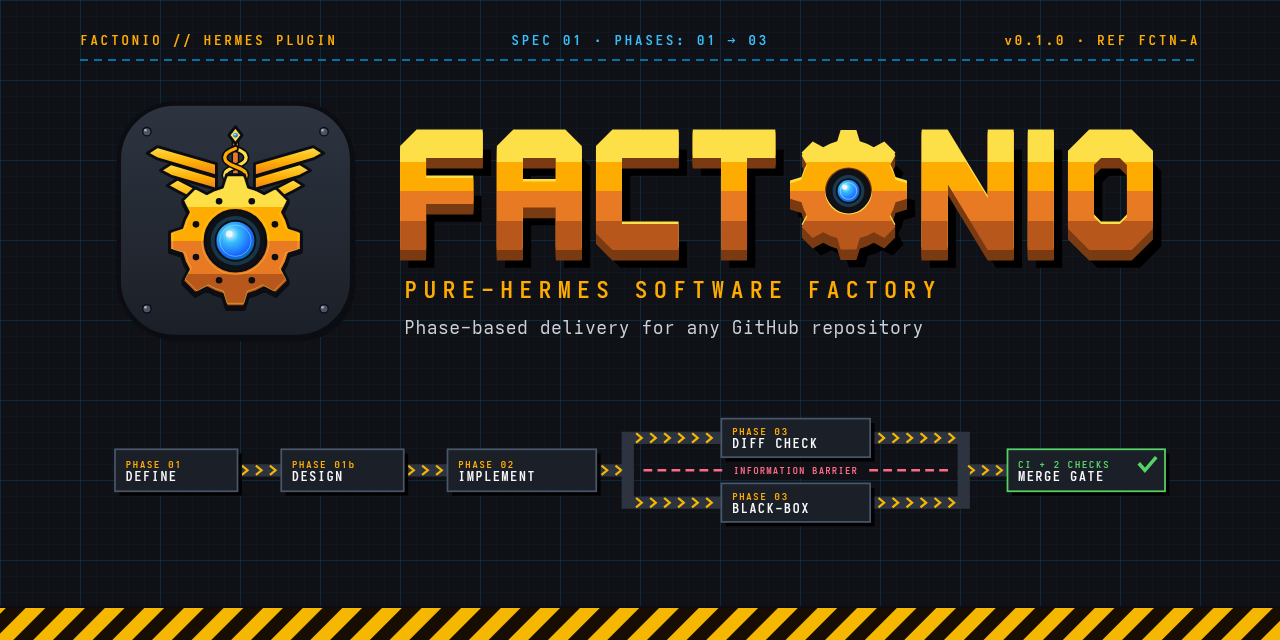 FACTONIO // HERMES PLUGIN
SPEC 01 · PHASES: 01 → 03
v0.1.0 · REF FCTN-A
FACTONIO
PURE-HERMES SOFTWARE FACTORY
Phase-based delivery for any GitHub repository
PHASE 01
DEFINE
PHASE 01b
DESIGN
PHASE 02
IMPLEMENT
PHASE 03
DIFF CHECK
INFORMATION BARRIER
PHASE 03
BLACK-BOX
CI + 2 CHECKS
MERGE GATE